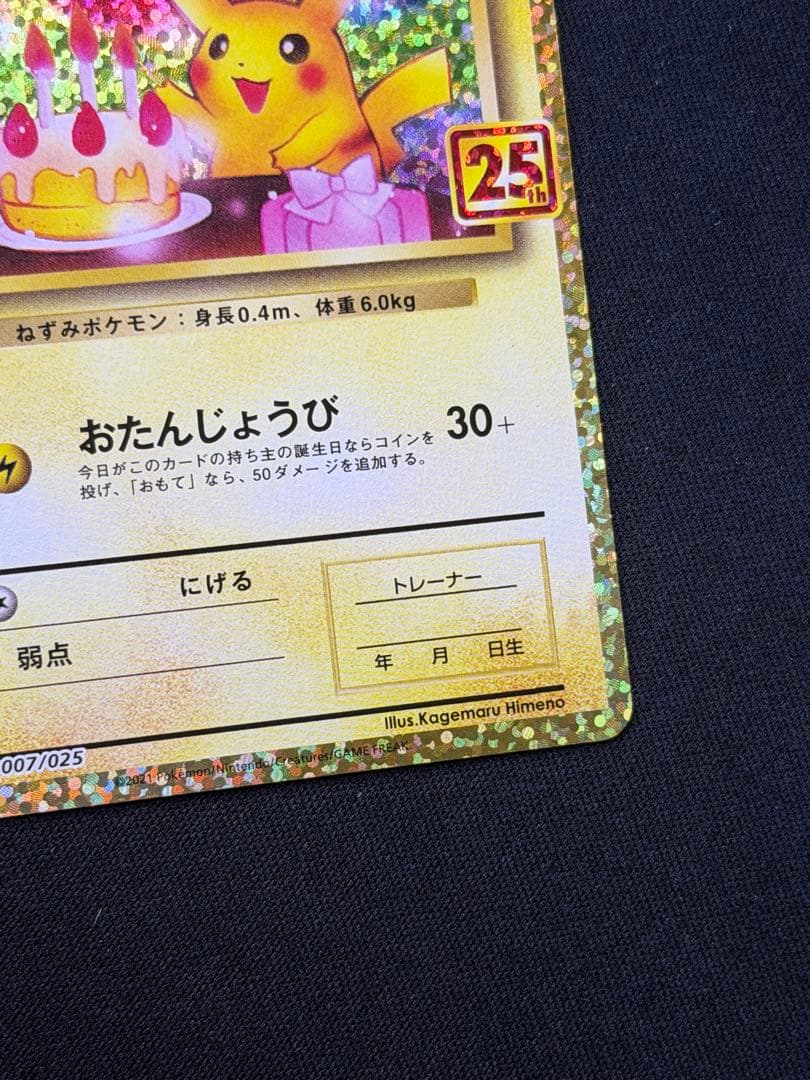 25th
ねずみポケモン：身長0.4m、体重6.0kg
おたんじょうび 30+
今日がこのカードの持ち主の誕生日ならコインを
投げ、「おもて」なら、50ダメージを追加する。
にげる
弱点
トレーナー
年 月 日生
Illus.Kagemaru Himeno
007/025
©2021 Pokémon/Nintendo/Creatures/GAME FREAK.